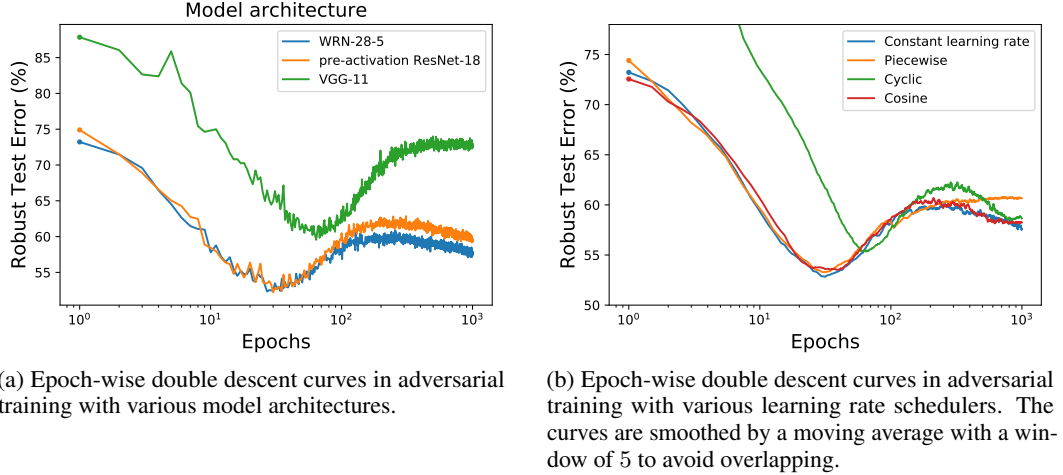 Model architecture
Robust Test Error (%)
85
80
75
70
65
60
55
WRN-28-5
pre-activation ResNet-18
VGG-11
10^0
10^1
10^2
10^3
Epochs
Robust Test Error (%)
75
70
65
60
55
50
Constant learning rate
Piecewise
Cyclic
Cosine
10^0
10^1
10^2
10^3
Epochs
a) Epoch-wise double descent curves in adversarial
training with various model architectures.
(b) Epoch-wise double descent curves in adversarial
training with various learning rate schedulers. The
curves are smoothed by a moving average with a win-
dow of 5 to avoid overlapping.